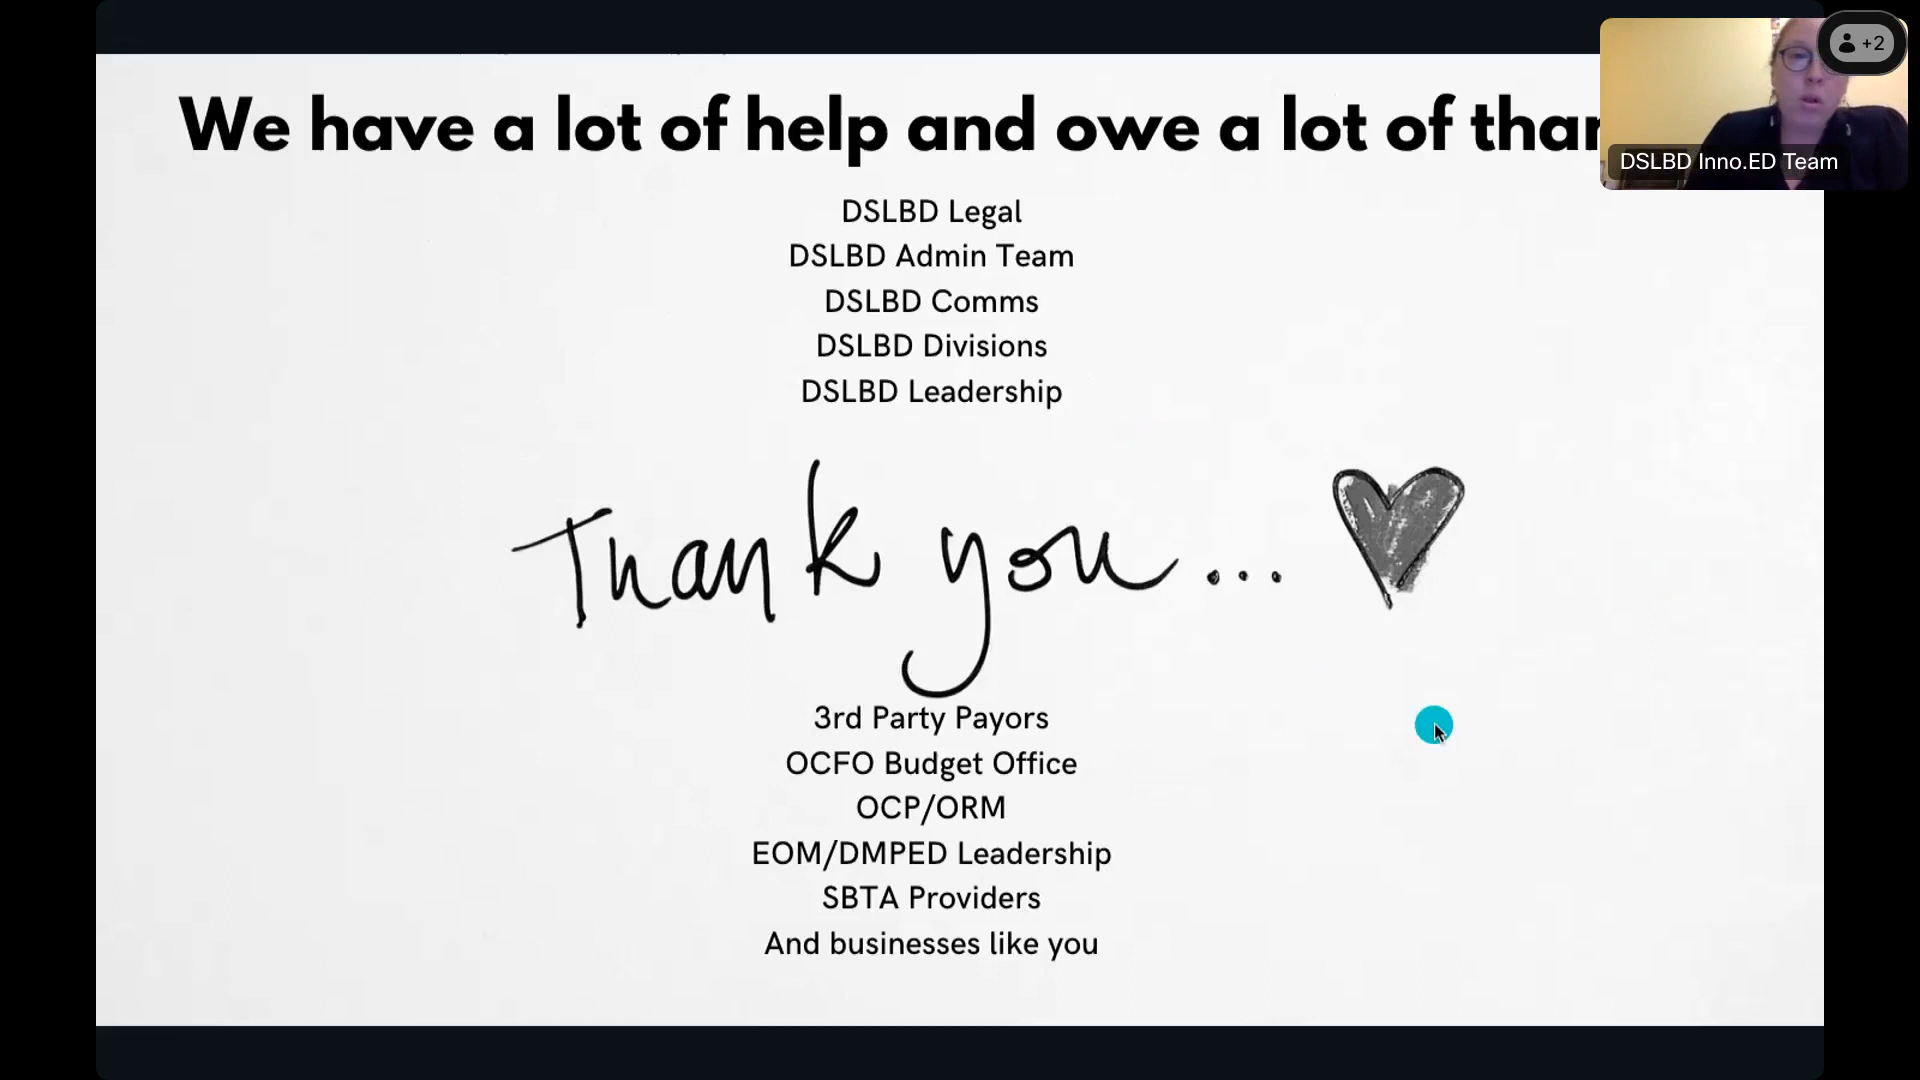 We have a lot of help and owe a lot of
+2
DSLBD Inno.ED Team
DSLBD Legal
DSLBD Admin Team
DSLBD Comms
DSLBD Divisions
DSLBD Leadership
Thank you...
3rd Party Payors
OCFO Budget Office
OCP/ORM
EOM/DMPED Leadership
SBTA Providers
And businesses like you